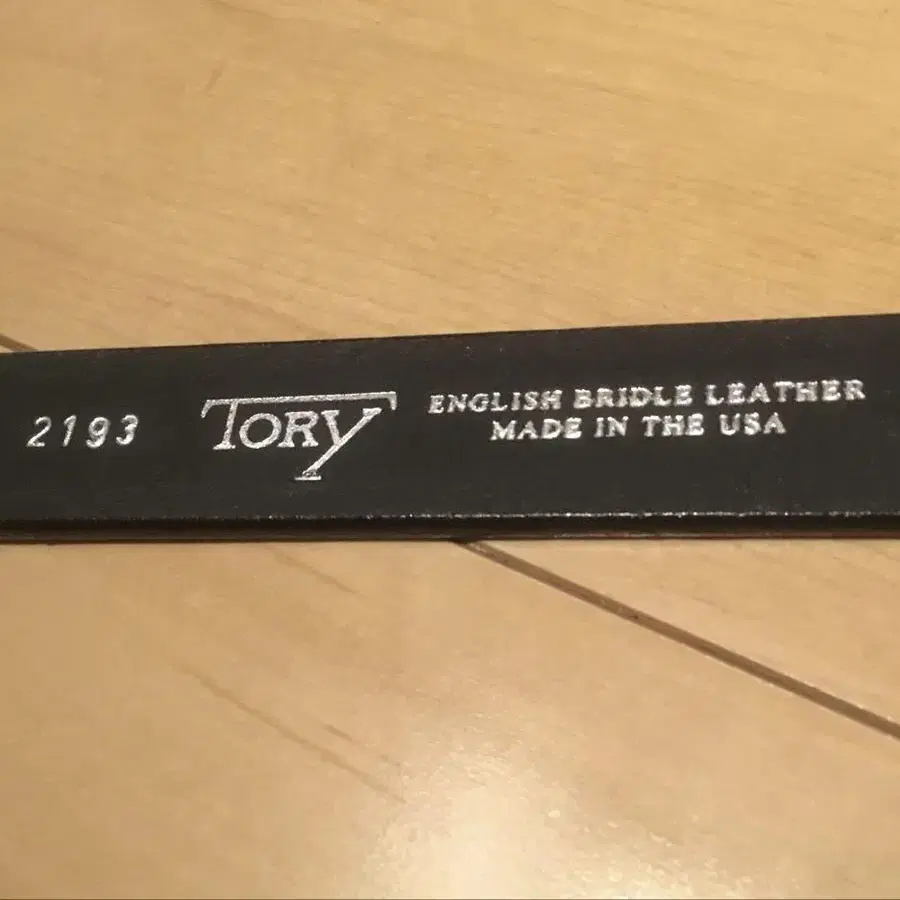 2193 TORY ENGLISH BRIDLE LEATHER
MADE IN THE USA